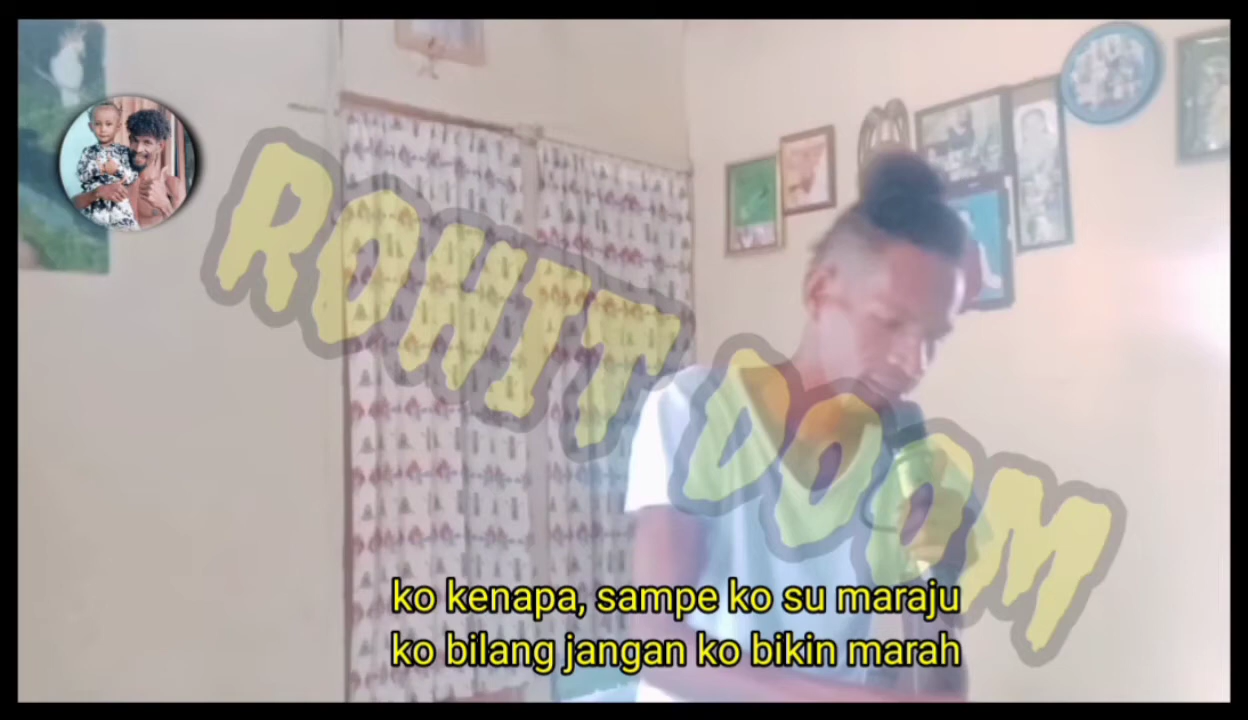 ROHIT DOOM
ko kenapa, sampe ko su maraju
ko bilang jangan ko bikin marah